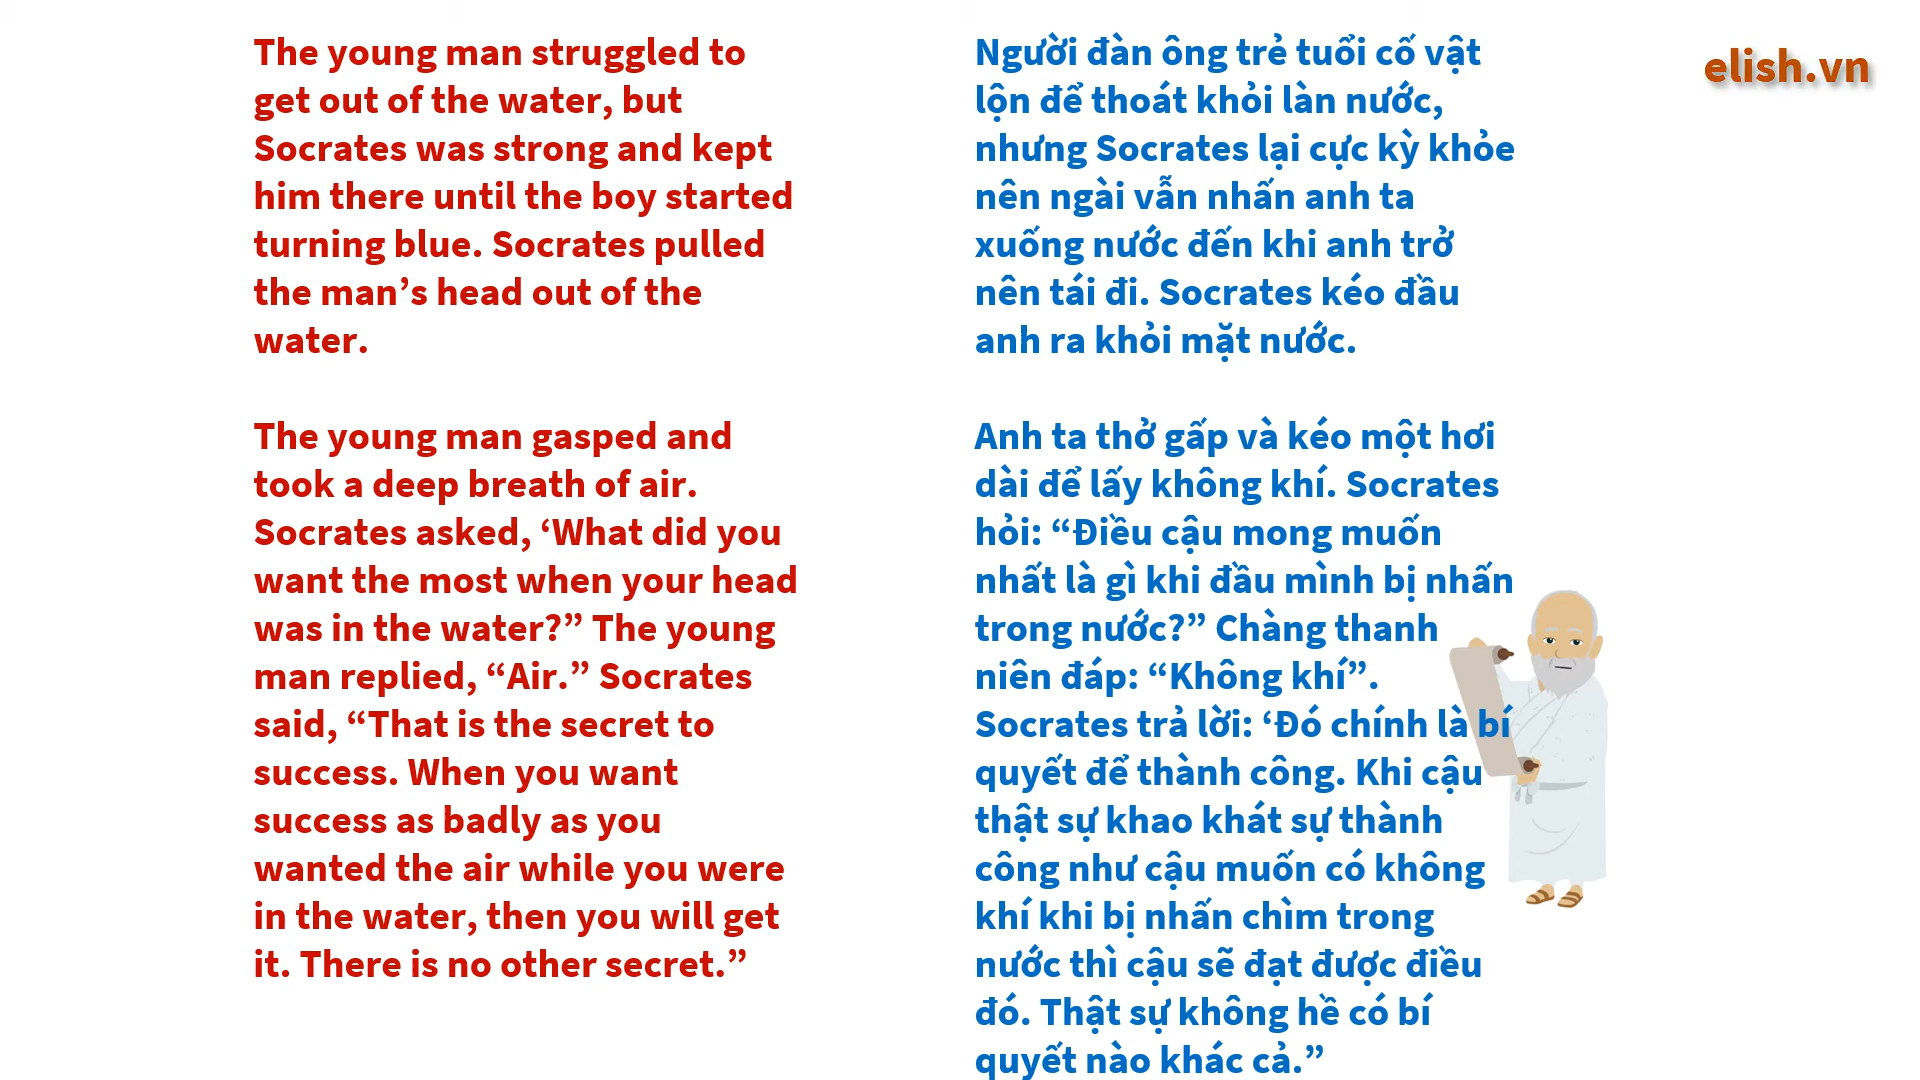 The young man struggled to
get out of the water, but
Socrates was strong and kept
him there until the boy started
turning blue. Socrates pulled
the man’s head out of the
water.
The young man gasped and
took a deep breath of air.
Socrates asked, ‘What did you
want the most when your head
was in the water?” The young
man replied, “Air.” Socrates
said, “That is the secret to
success. When you want
success as badly as you
wanted the air while you were
in the water, then you will get
it. There is no other secret.”
Người đàn ông trẻ tuổi cố vật
lộn để thoát khỏi làn nước,
nhưng Socrates lại cực kỳ khỏe
nên ngài vẫn nhấn anh ta
xuống nước đến khi anh trở
nên tái đi. Socrates kéo đầu
anh ra khỏi mặt nước.
Anh ta thở gấp và kéo một hơi
dài để lấy không khí. Socrates
hỏi: “Điều cậu mong muốn
nhất là gì khi đầu mình bị nhấn
trong nước?” Chàng thanh
niên đáp: “Không khí”.
Socrates trả lời: ‘Đó chính là bí
quyết để thành công. Khi cậu
thật sự khao khát sự thành
công như cậu muốn có không
khí khi bị nhấn chìm trong
nước thì cậu sẽ đạt được điều
đó. Thật sự không hề có bí
quyết nào khác cả.”
elish.vn